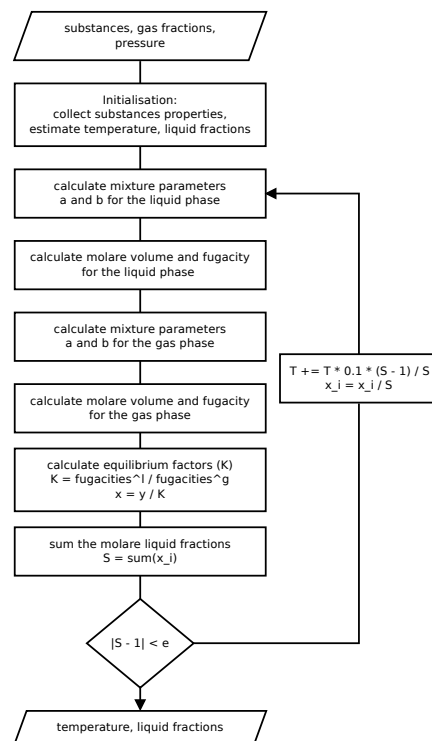 substances, gas fractions,
pressure
Initialisation:
collect substances properties,
estimate temperature, liquid fractions
calculate mixture parameters
a and b for the liquid phase
calculate molare volume and fugacity
for the liquid phase
calculate mixture parameters
a and b for the gas phase
T += T * 0.1 * (S - 1) / S
x_i = x_i / S
calculate molare volume and fugacity
for the gas phase
calculate equilibrium factors (K)
K = fugacities^l / fugacities^g
x = y / K
sum the molare liquid fractions
S = sum(x_i)
|S - 1| < e
temperature, liquid fractions